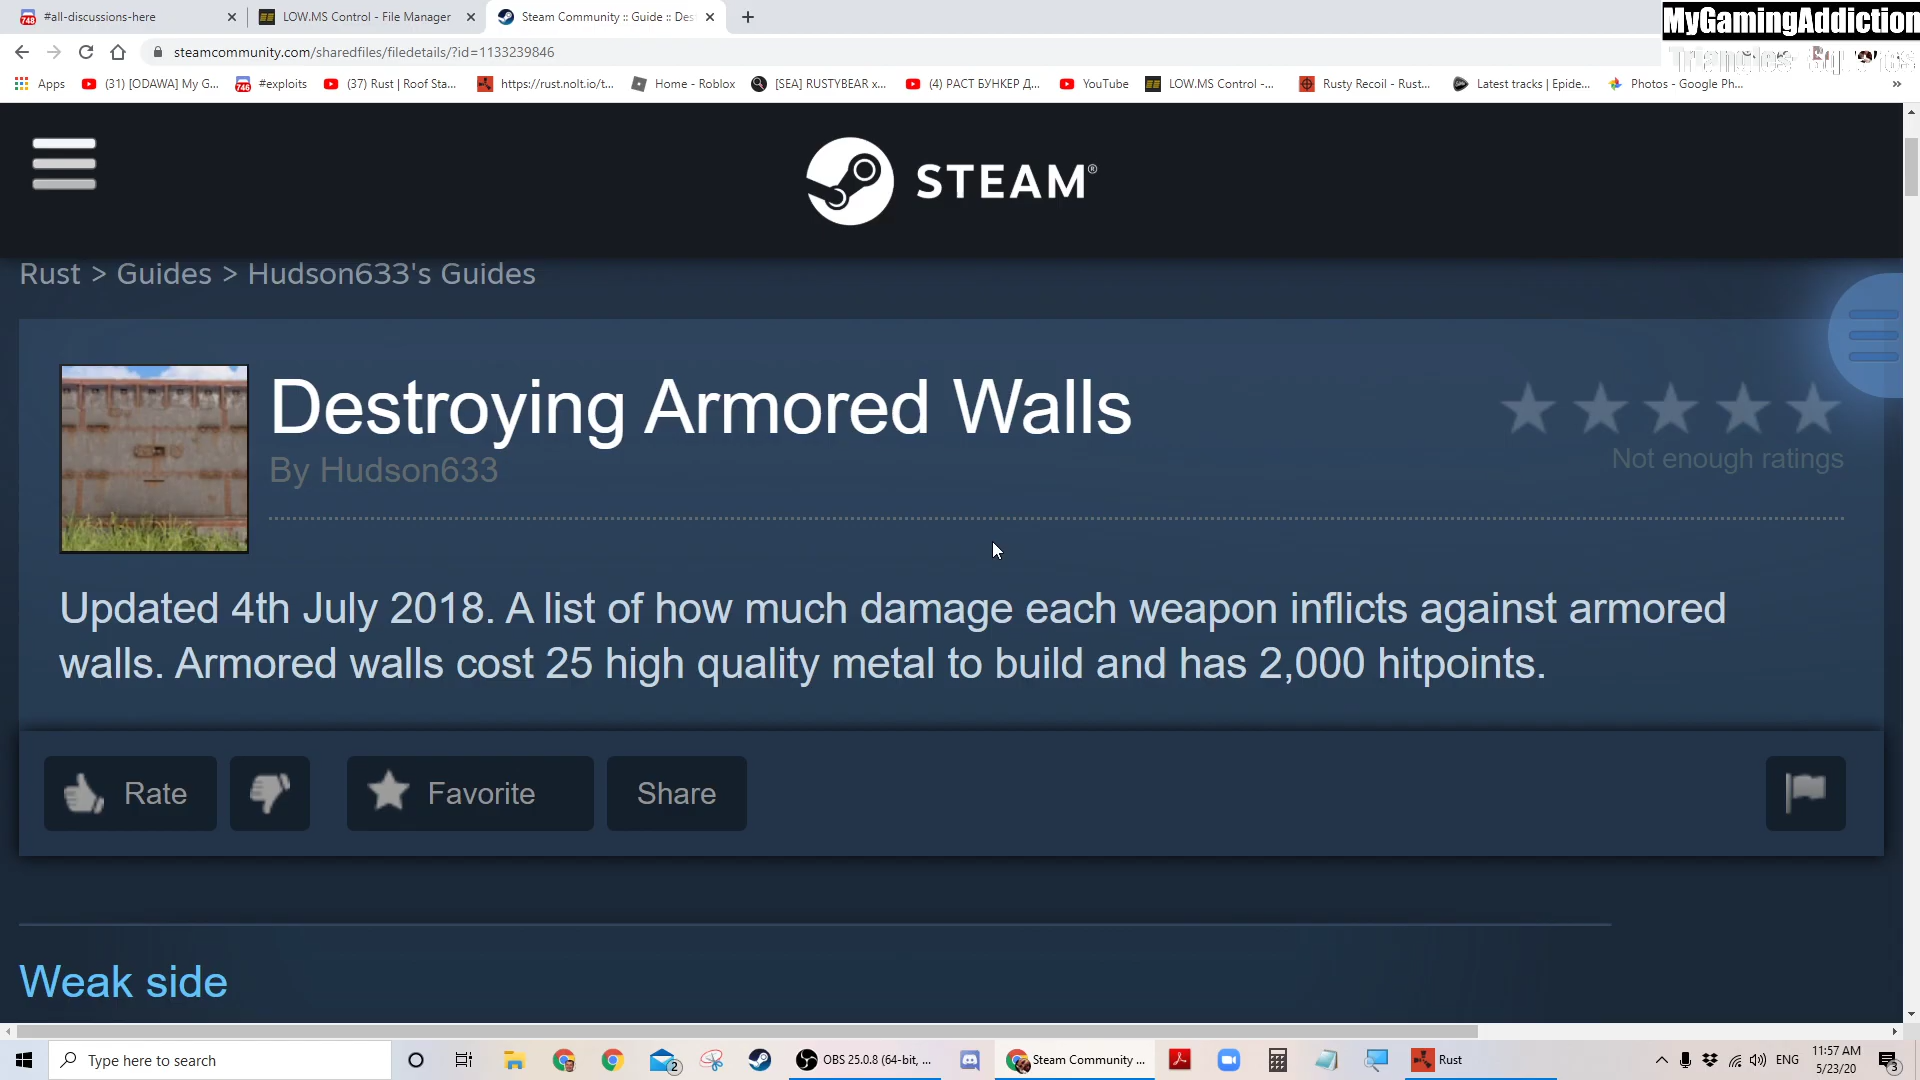 #all-discussions-here
LOW.MS Control - File Manager
Steam Community :: Guide :: Des
MyGamingAddiction
steamcommunity.com/sharedfiles/filedetails/?id=1133239846
Triangles
Apps
(31) [ODAWA] My G...
#exploits
(37) Rust | Roof Sta...
https://rust.nolt.io/t...
Home - Roblox
[SEA] RUSTYBEAR x...
(4) РАСТ БУНКЕР Д...
YouTube
LOW.MS Control -...
Rusty Recoil - Rust...
Latest tracks | Epide...
Photos - Google Ph...
STEAM®
Rust > Guides > Hudson633's Guides
Destroying Armored Walls
By Hudson633
Not enough ratings
Updated 4th July 2018. A list of how much damage each weapon inflicts against armored
walls. Armored walls cost 25 high quality metal to build and has 2,000 hitpoints.
Rate
Favorite
Share
Weak side
Type here to search
2
OBS 25.0.8 (64-bit, ...
Steam Community ...
Rust
ENG
11:57 AM
5/23/20
3